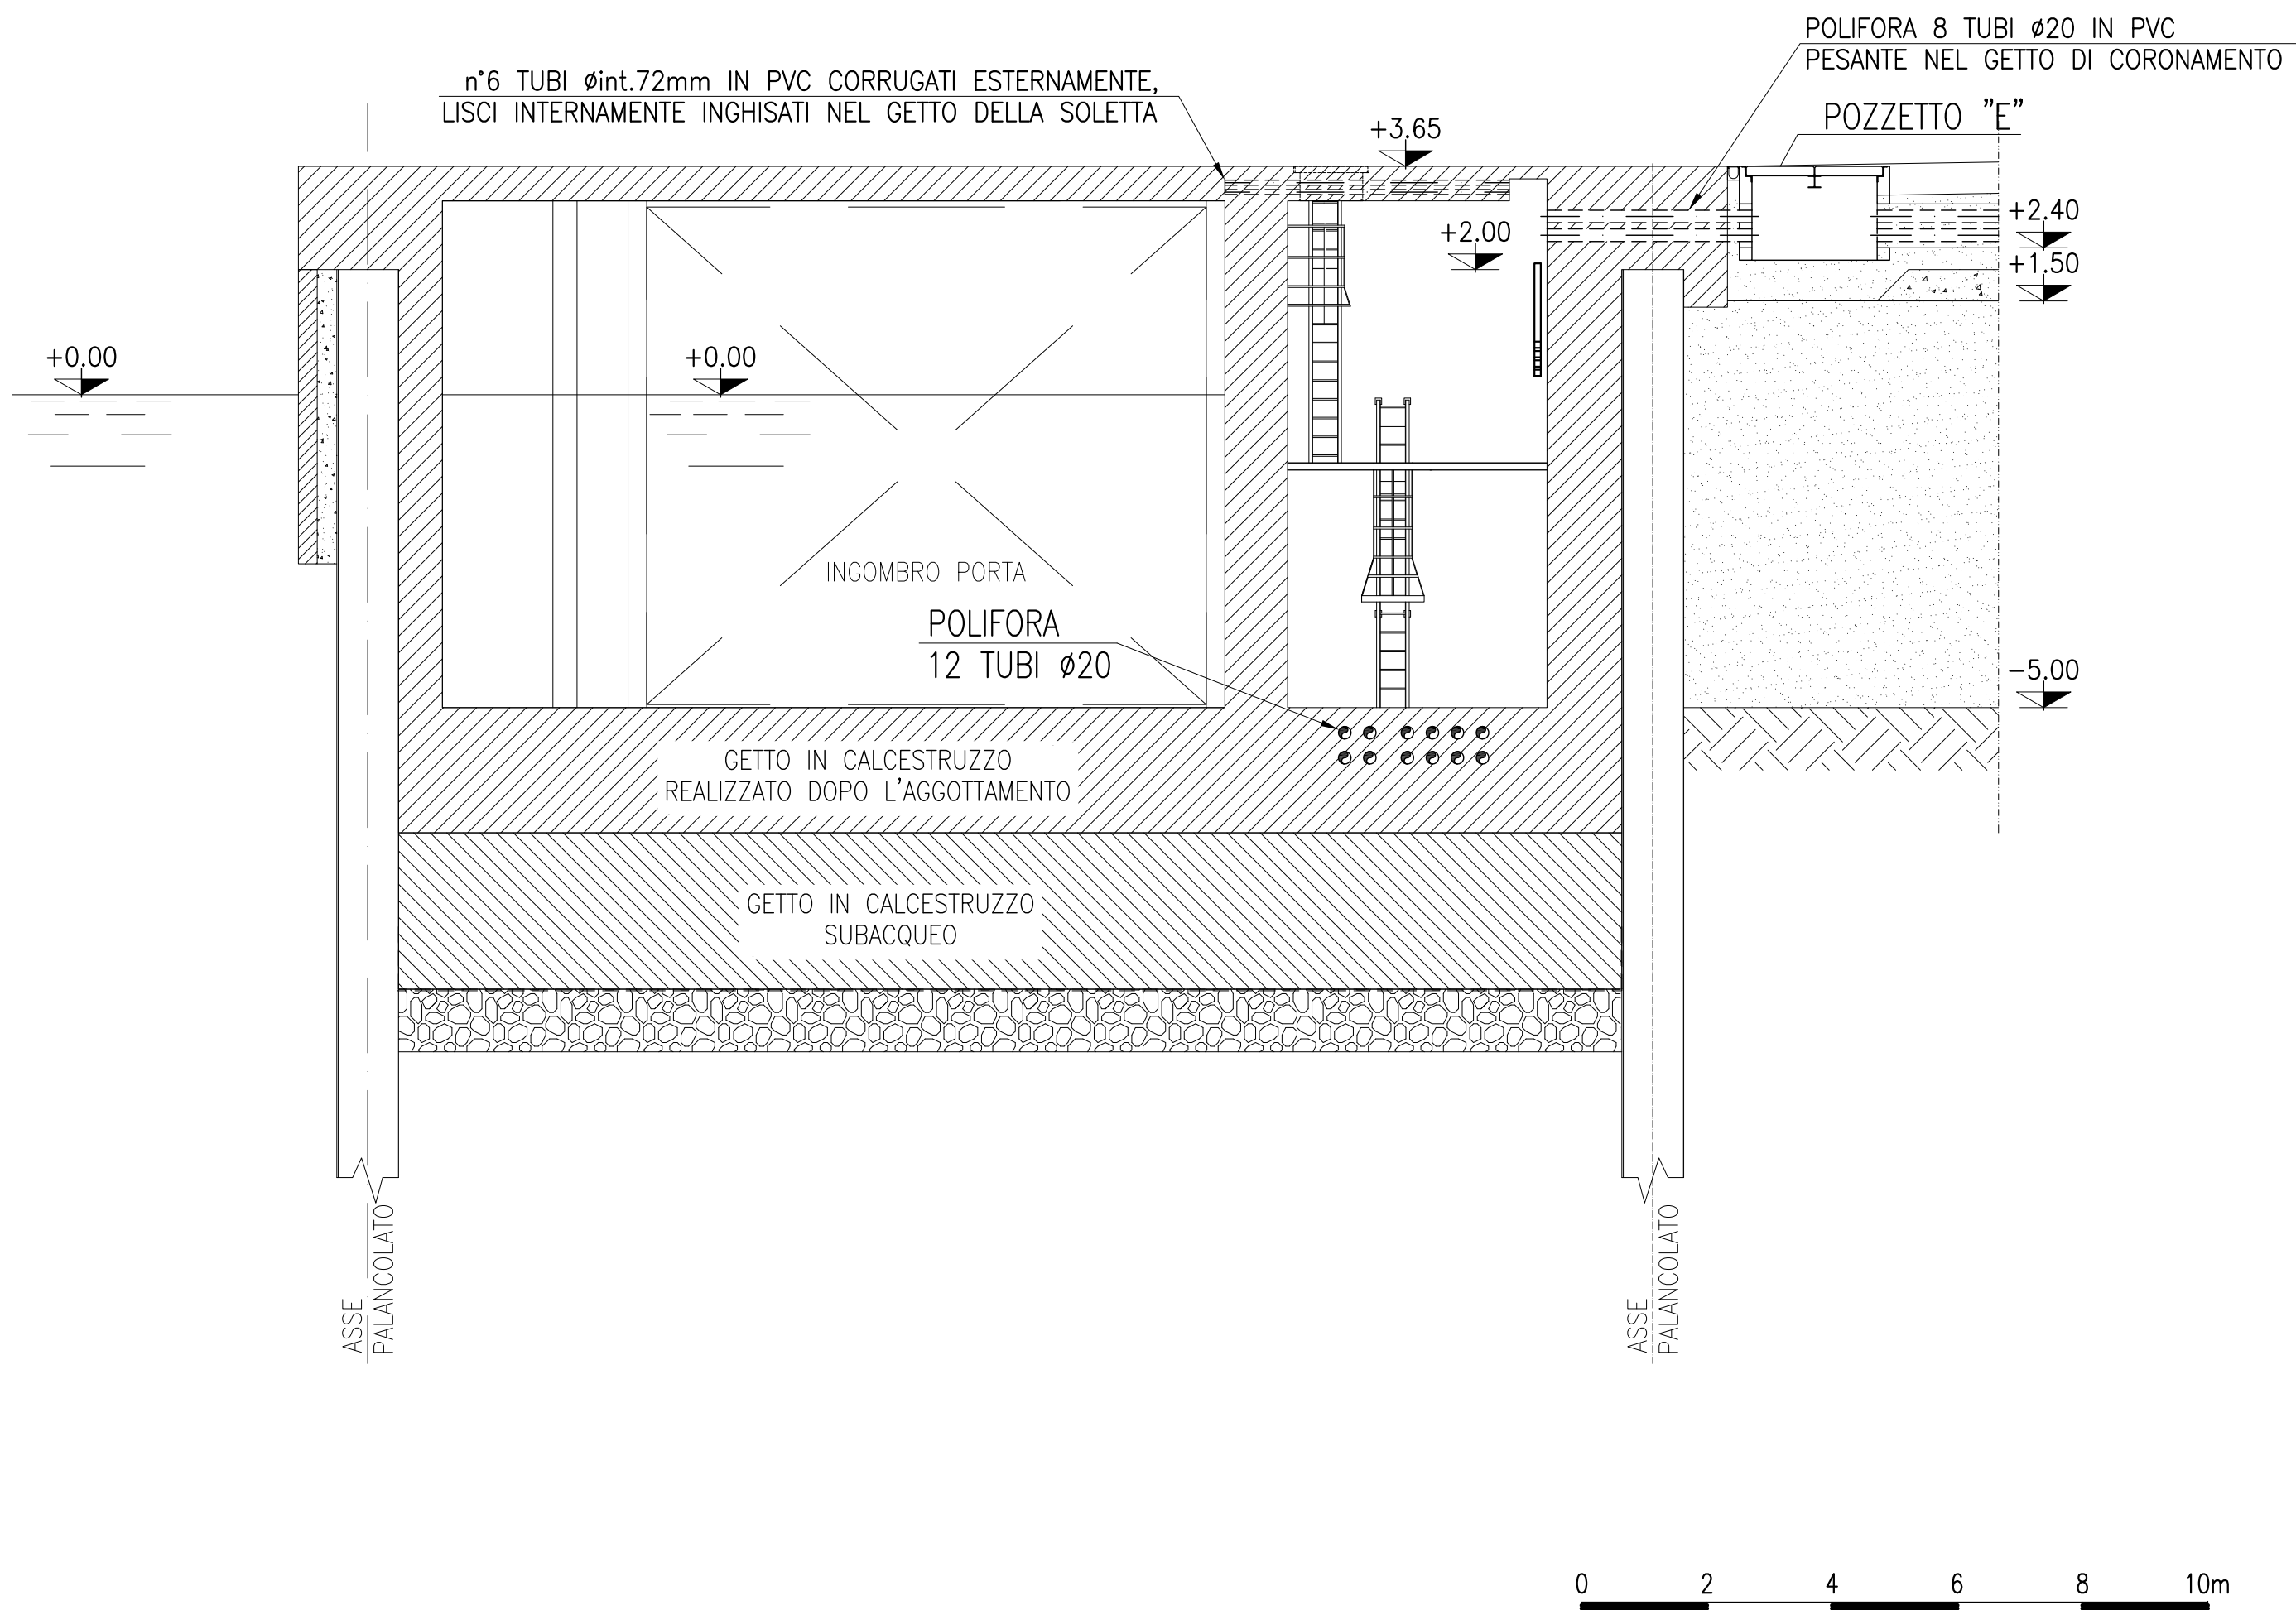 POLIFORA 8 TUBI ø20 IN PVC
PESANTE NEL GETTO DI CORONAMENTO
n°6 TUBI øint.72mm IN PVC CORRUGATI ESTERNAMENTE,
LISCI INTERNAMENTE INGHISATI NEL GETTO DELLA SOLETTA
POZZETTO "E"
+3.65
+2.00
+2.40
+1.50
+0.00
+0.00
INGOMBRO PORTA
POLIFORA
12 TUBI ø20
-5.00
GETTO IN CALCESTRUZZO
REALIZZATO DOPO L'AGGOTTAMENTO
GETTO IN CALCESTRUZZO
SUBACQUEO
ASSE
PALANCOLATO
ASSE
PALANCOLATO
0 2 4 6 8 10m